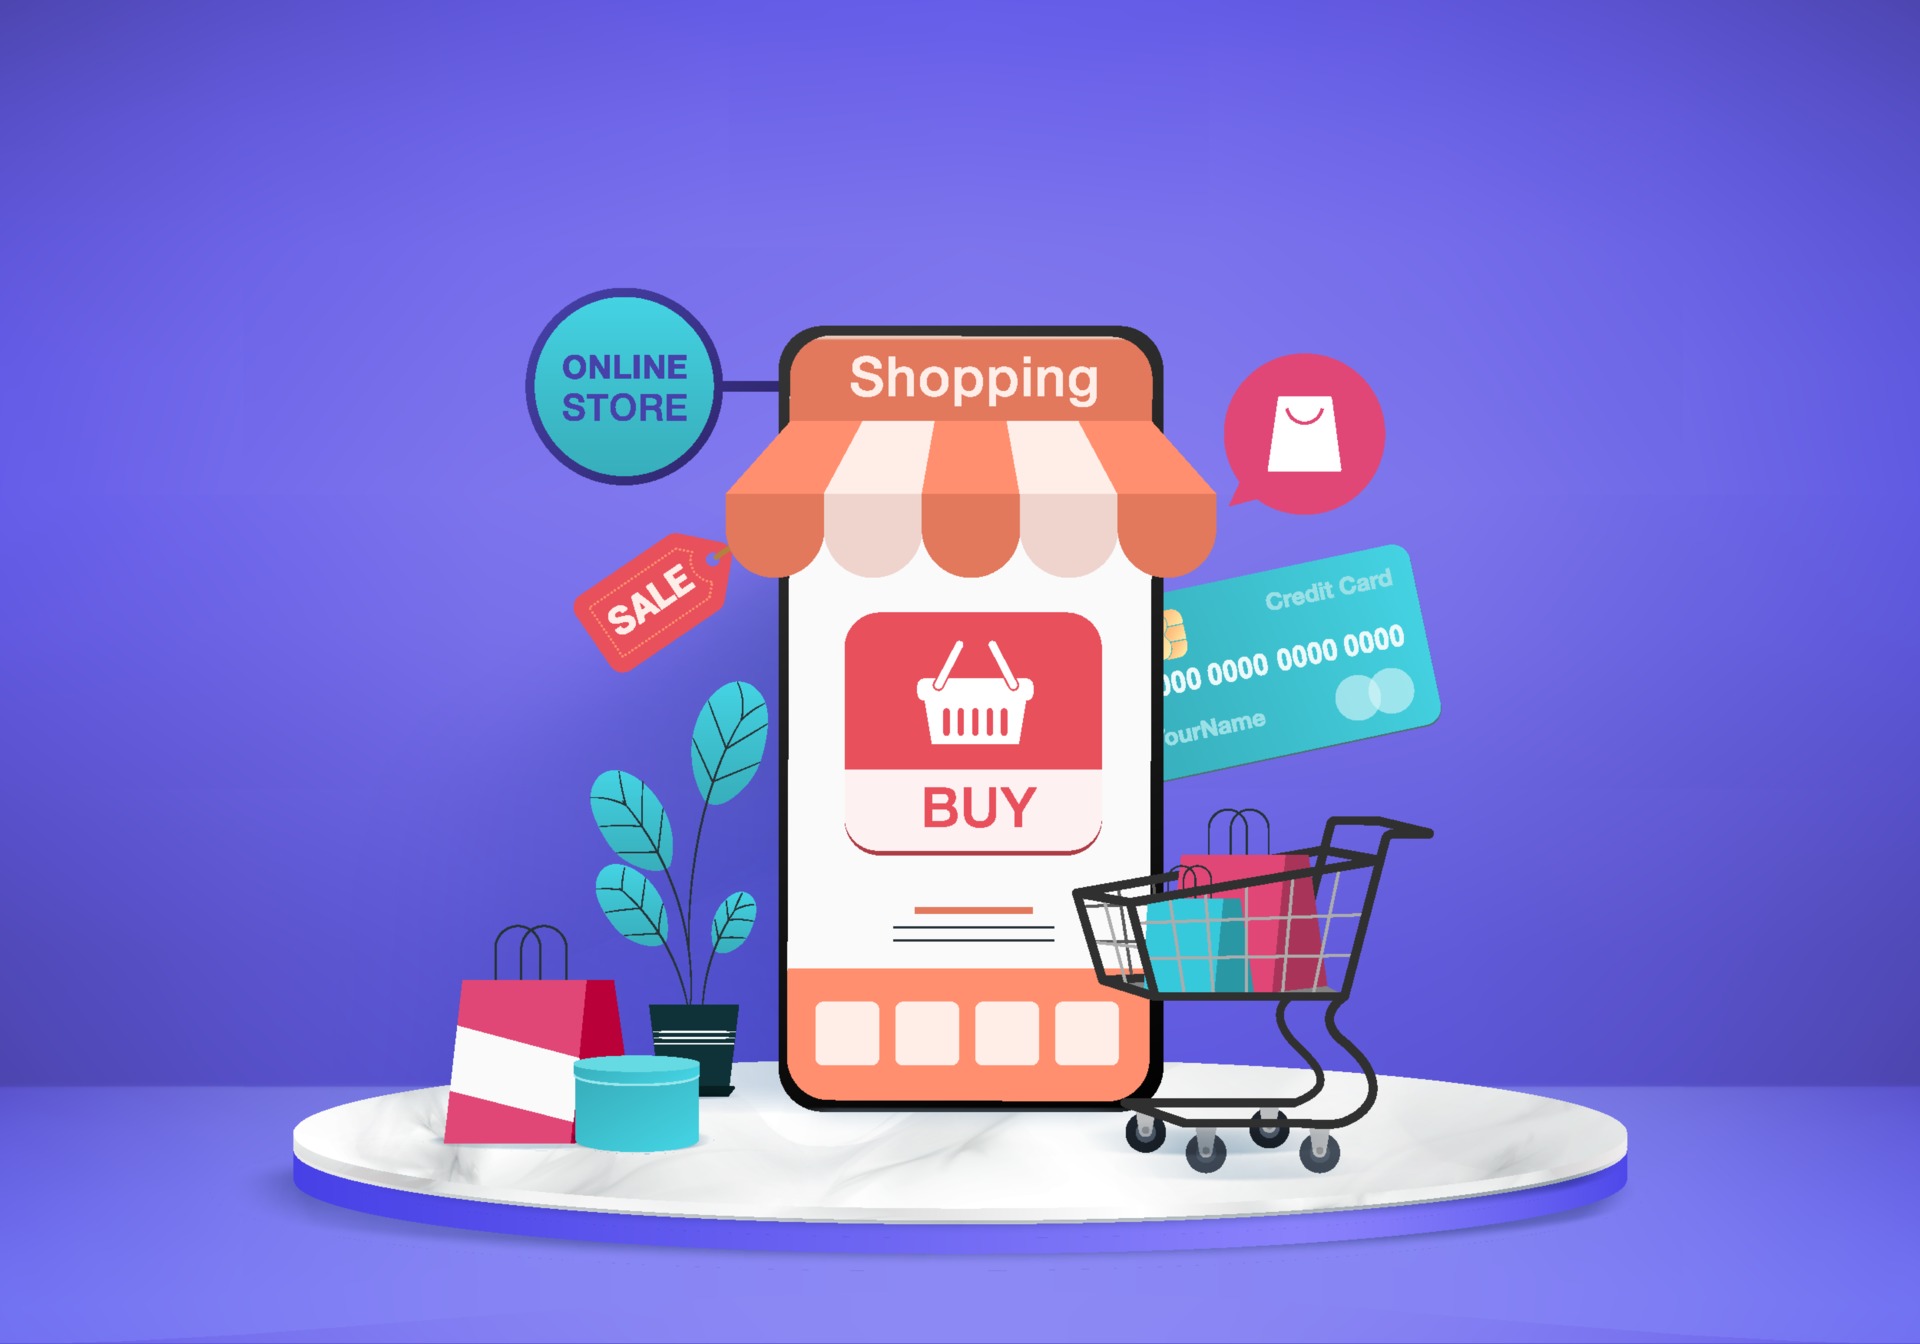 ONLINE
STORE
Shopping
SALE
Credit Card
000 0000 0000 0000
ourName
BUY